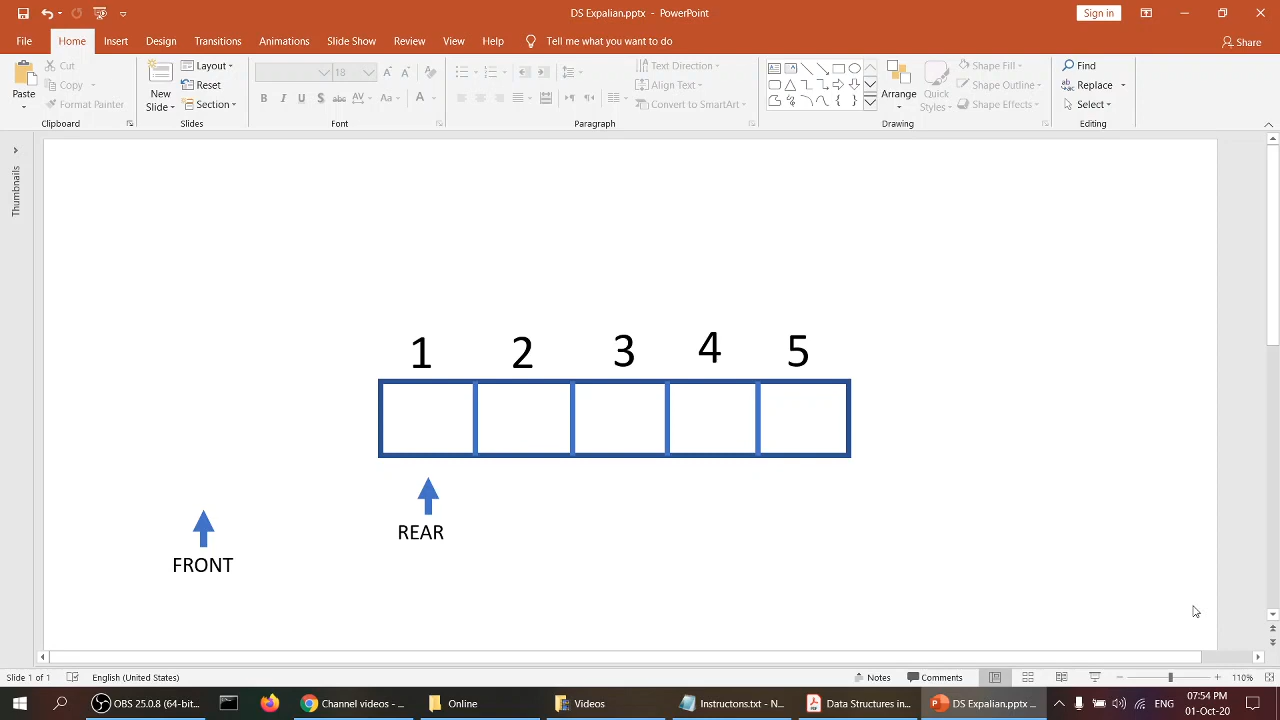 DS Expalian.pptx - PowerPoint
Sign in
File Home Insert Design Transitions Animations Slide Show Review View Help Tell me what you want to do
Share
Paste
Cut
Copy
Format Painter
Clipboard
New
Slide
Layout
Reset
Section
Slides
18
B I U S abc AV Aa A
Font
Text Direction
Align Text
Convert to SmartArt
Paragraph
Arrange
Quick
Styles
Shape Fill
Shape Outline
Shape Effects
Drawing
Find
Replace
Select
Editing
Thumbnails
1 2 3 4 5
REAR
FRONT
Slide 1 of 1
English (United States)
Notes
Comments
110%
OBS 25.0.8 (64-bit...
Channel videos - ...
Online
Videos
Instructons.txt - N...
Data Structures in...
DS Expalian.pptx ...
ENG
07:54 PM
01-Oct-20